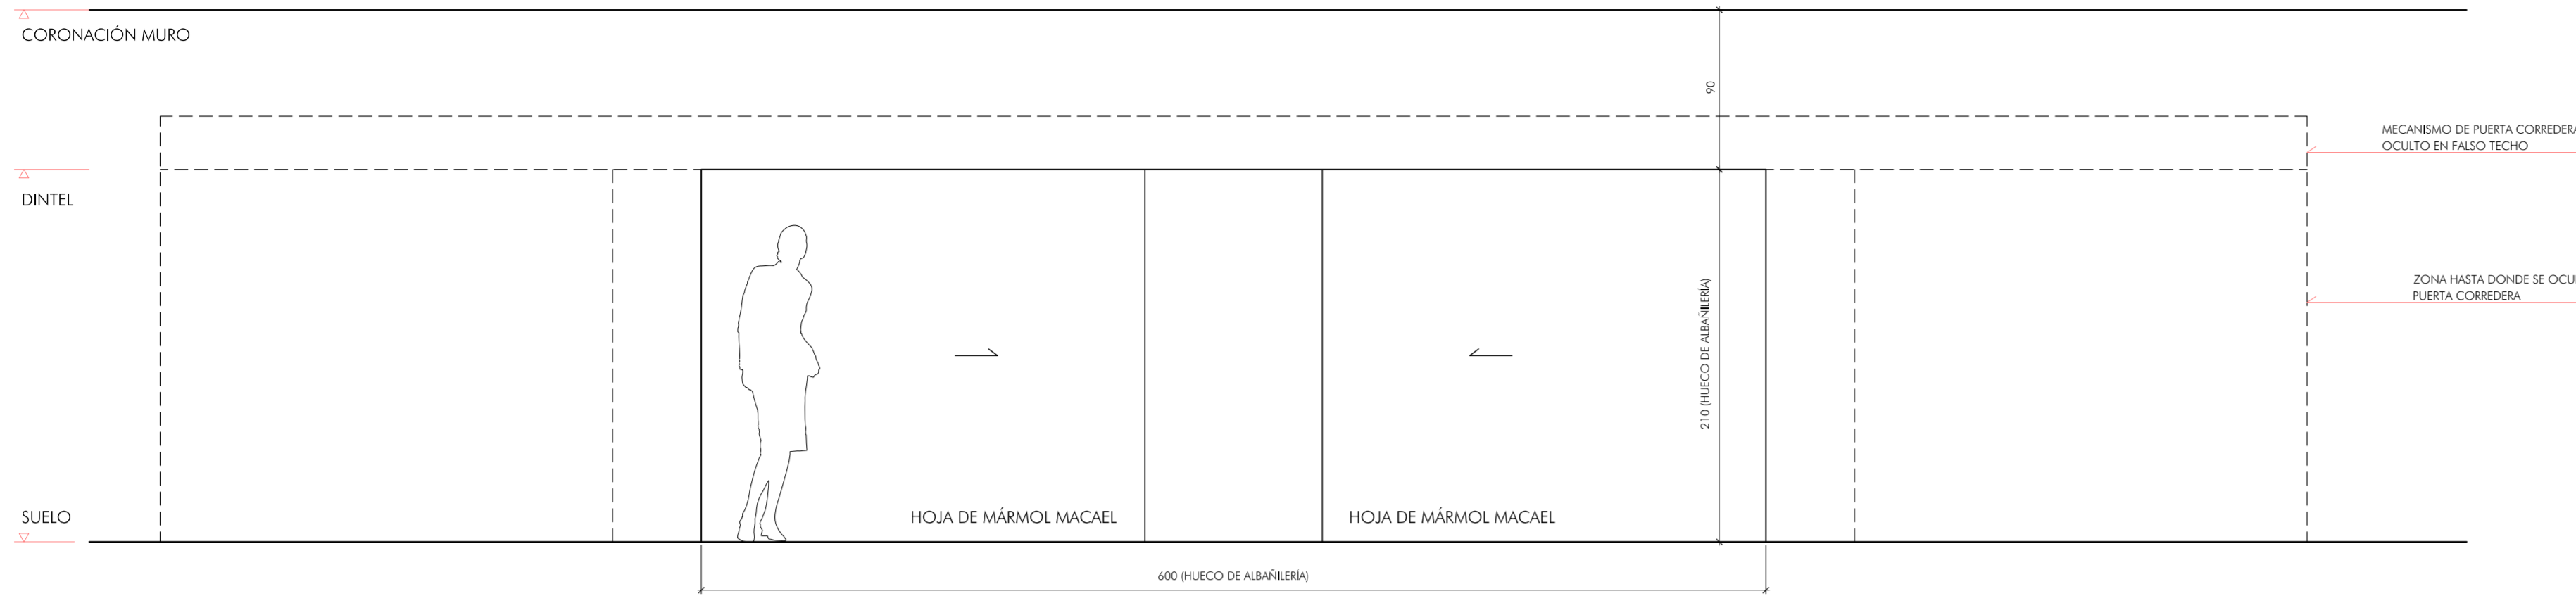 CORONACIÓN MURO
90
MECANISMO DE PUERTA CORREDERA
OCULTO EN FALSO TECHO
DINTEL
ZONA HASTA DONDE SE
PUERTA CORREDERA
210 (HUECO DE ALBAÑILERÍA)
SUELO
HOJA DE MÁRMOL MACAEL
HOJA DE MÁRMOL MACAEL
600 (HUECO DE ALBAÑILERÍA)